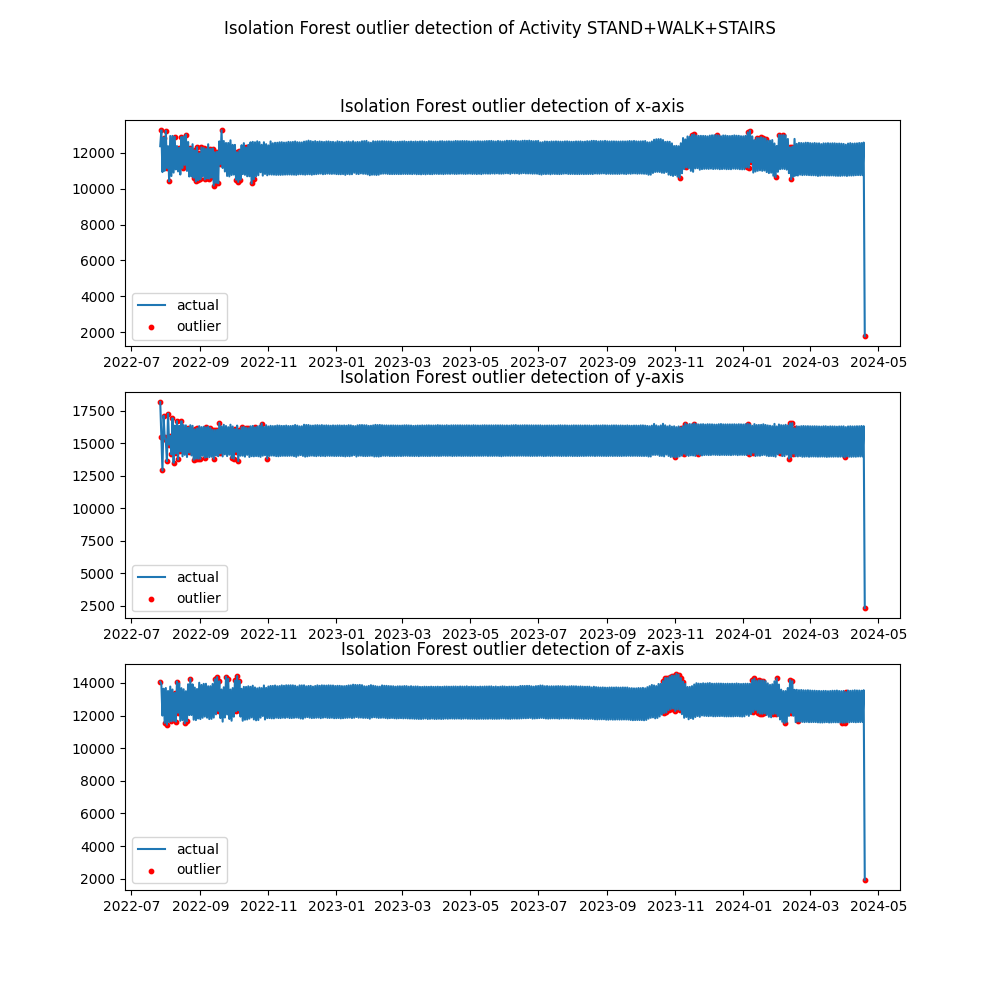 Isolation Forest outlier detection of Activity STAND+WALK+STAIRS
Isolation Forest outlier detection of x-axis
12000
10000
8000
6000
4000
2000
actual
outlier
2022-07 2022-09 2022-11 2023-01 2023-03 2023-05 2023-07 2023-09 2023-11 2024-01 2024-03 2024-05
Isolation Forest outlier detection of y-axis
17500
15000
12500
10000
7500
5000
2500
actual
outlier
2022-07 2022-09 2022-11 2023-01 2023-03 2023-05 2023-07 2023-09 2023-11 2024-01 2024-03 2024-05
Isolation Forest outlier detection of z-axis
14000
12000
10000
8000
6000
4000
2000
actual
outlier
2022-07 2022-09 2022-11 2023-01 2023-03 2023-05 2023-07 2023-09 2023-11 2024-01 2024-03 2024-05